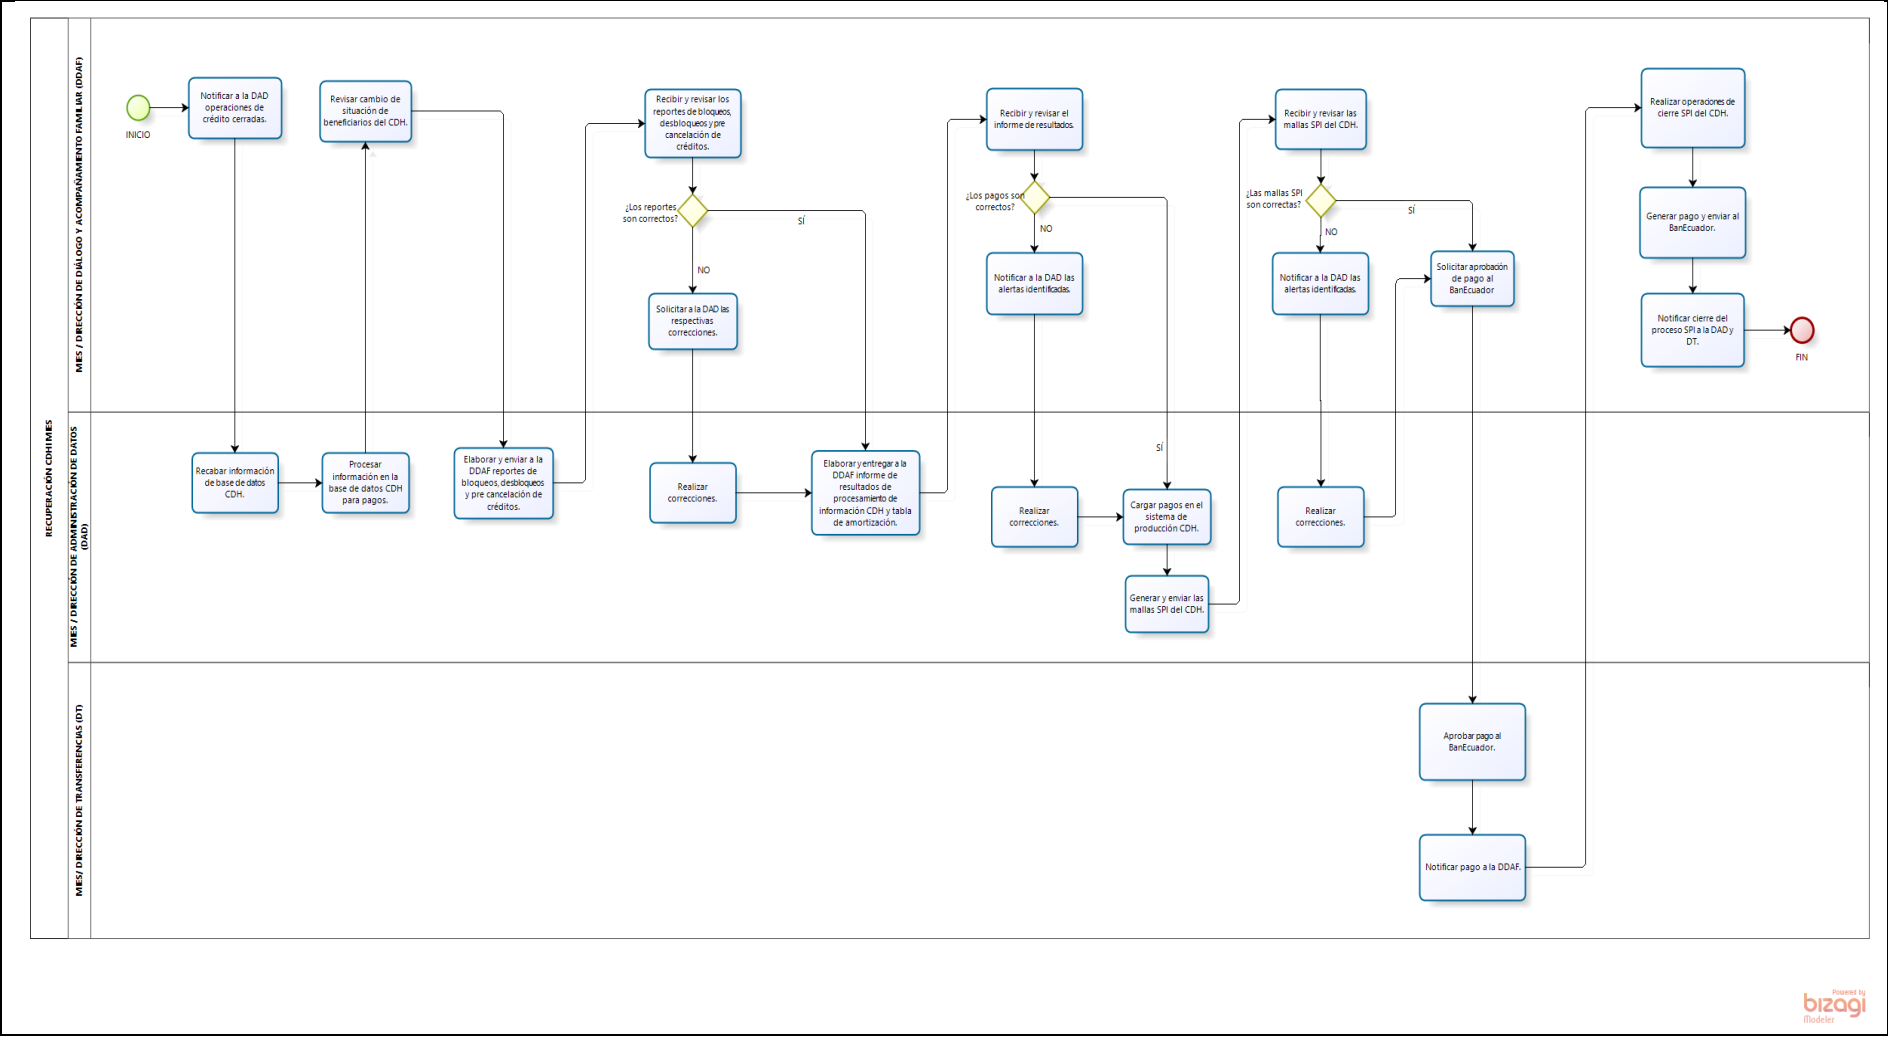 RECUPERACIÓN CDH MIES
MIES / DIRECCIÓN DE DIÁLOGO Y ACOMPAÑAMIENTO FAMILIAR (DDAF)
INICIO
Notificar a la DAD
operaciones de
crédito cerradas.
Revisar cambio de
situación de
beneficiarios del CDH.
Recibir y revisar los
reportes de bloqueos,
desbloqueos y pre
cancelación de
créditos.
¿Los reportes
son correctos?
SÍ
NO
Solicitar a la DAD las
respectivas
correcciones.
Recibir y revisar el
informe de resultados.
¿Los pagos son
correctos?
NO
Notificar a la DAD las
alertas identificadas.
Recibir y revisar las
mallas SPI del CDH.
¿Las mallas SPI
son correctas?
SÍ
NO
Notificar a la DAD las
alertas identificadas.
Solicitar aprobación
de pago al
BanEcuador
Realizar operaciones de
cierre SPI del CDH.
Generar pago y enviar al
BanEcuador.
Notificar cierre del
proceso SPI a la DAD y
DT.
FIN
MIES / DIRECCIÓN DE ADMINISTRACIÓN DE DATOS
(DAD)
Recabar información
de base de datos
CDH.
Procesar
información en la
base de datos CDH
para pagos.
Elaborar y enviar a la
DDAF reportes de
bloqueos, desbloqueos
y pre cancelación de
créditos.
Realizar
correcciones.
Elaborar y entregar a la
DDAF informe de
resultados de
procesamiento de
información CDH y tabla
de amortización.
Realizar
correcciones.
SÍ
Cargar pagos en el
sistema de
producción CDH.
Generar y enviar las
mallas SPI del CDH.
Realizar
correcciones.
MIES/ DIRECCIÓN DE TRANSFERENCIAS (DT)
Aprobar pago al
BanEcuador.
Notificar pago a la DDAF.
Powered by
bizagi
Modeler